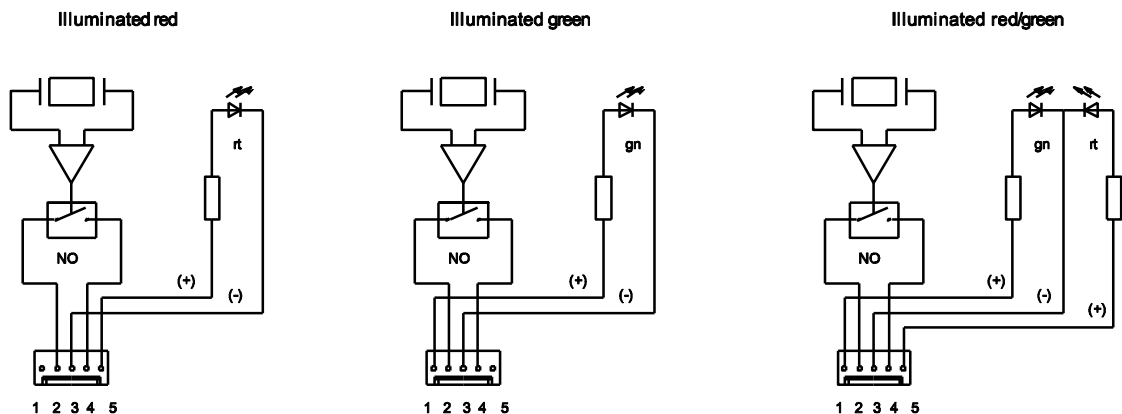 Illuminated red
Illuminated green
Illuminated red/green
rt
gn
gn rt
NO
NO
NO
(+)
(-)
(+)
(-)
(+)
(-)
(+)
1 2 3 4 5
1 2 3 4 5
1 2 3 4 5